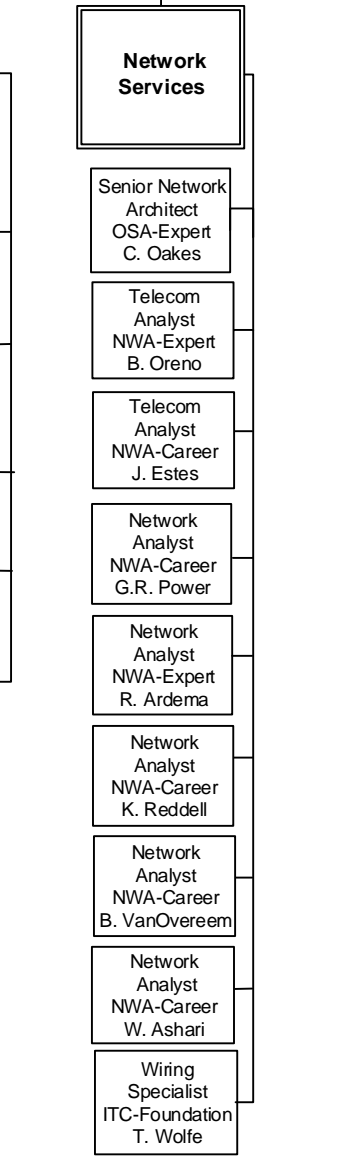 Network
Services
Senior Network
Architect
OSA-Expert
C. Oakes
Telecom
Analyst
NWA-Expert
B. Oreno
Telecom
Analyst
NWA-Career
J. Estes
Network
Analyst
NWA-Career
G.R. Power
Network
Analyst
NWA-Expert
R. Ardema
Network
Analyst
NWA-Career
K. Reddell
Network
Analyst
NWA-Career
B. VanOvereem
Network
Analyst
NWA-Career
W. Ashari
Wiring
Specialist
ITC-Foundation
T. Wolfe